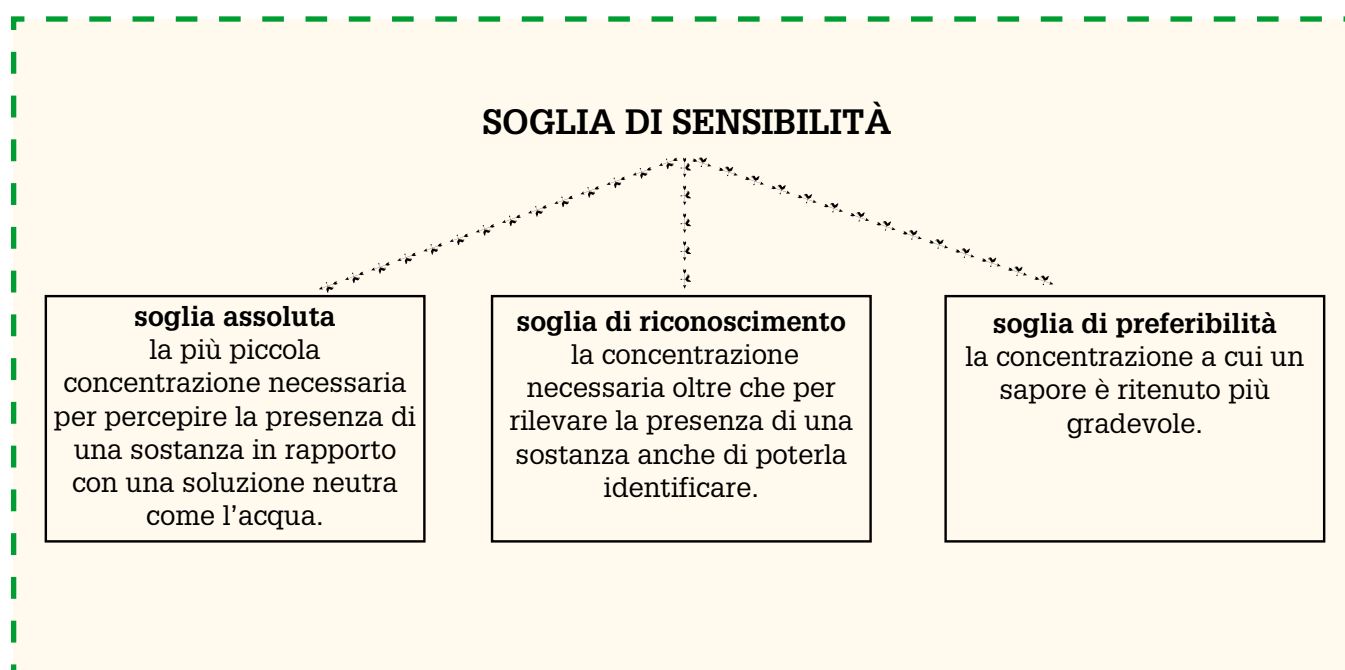 SOGLIA DI SENSIBILITÀ
soglia assoluta
la più piccola
concentrazione necessaria
per percepire la presenza di
una sostanza in rapporto
con una soluzione neutra
come l’acqua.
soglia di riconoscimento
la concentrazione
necessaria oltre che per
rilevare la presenza di una
sostanza anche di poterla
identificare.
soglia di preferibilità
la concentrazione a cui un
sapore è ritenuto più
gradevole.